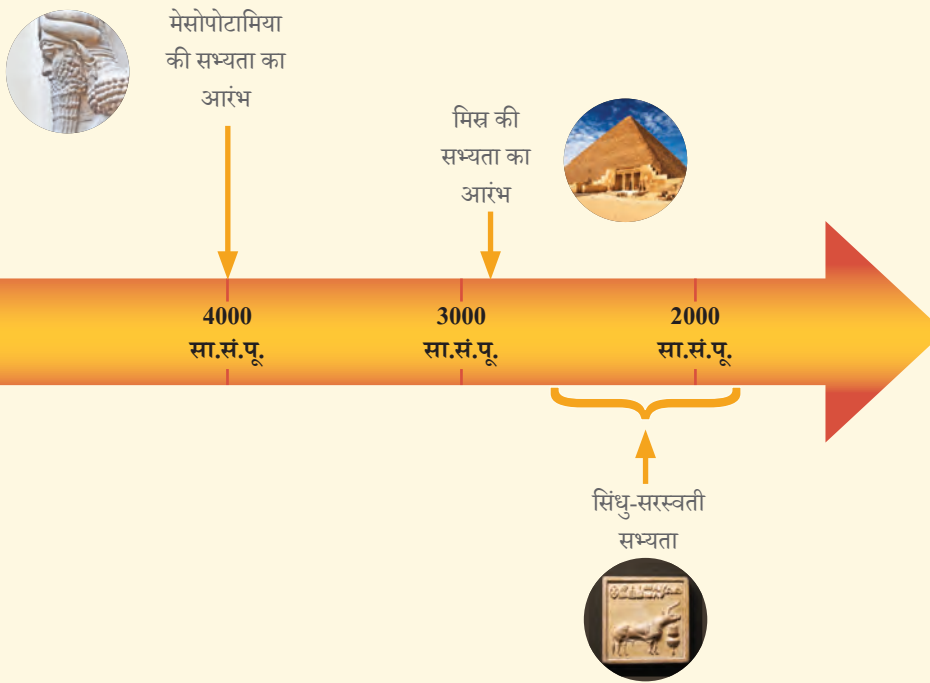 मेसोपोटामिया
की सभ्यता का
आरंभ
मिस्र की
सभ्यता का
आरंभ
4000
सा.सं.पू.
3000
सा.सं.पू.
2000
सा.सं.पू.
सिंधु-सरस्वती
सभ्यता